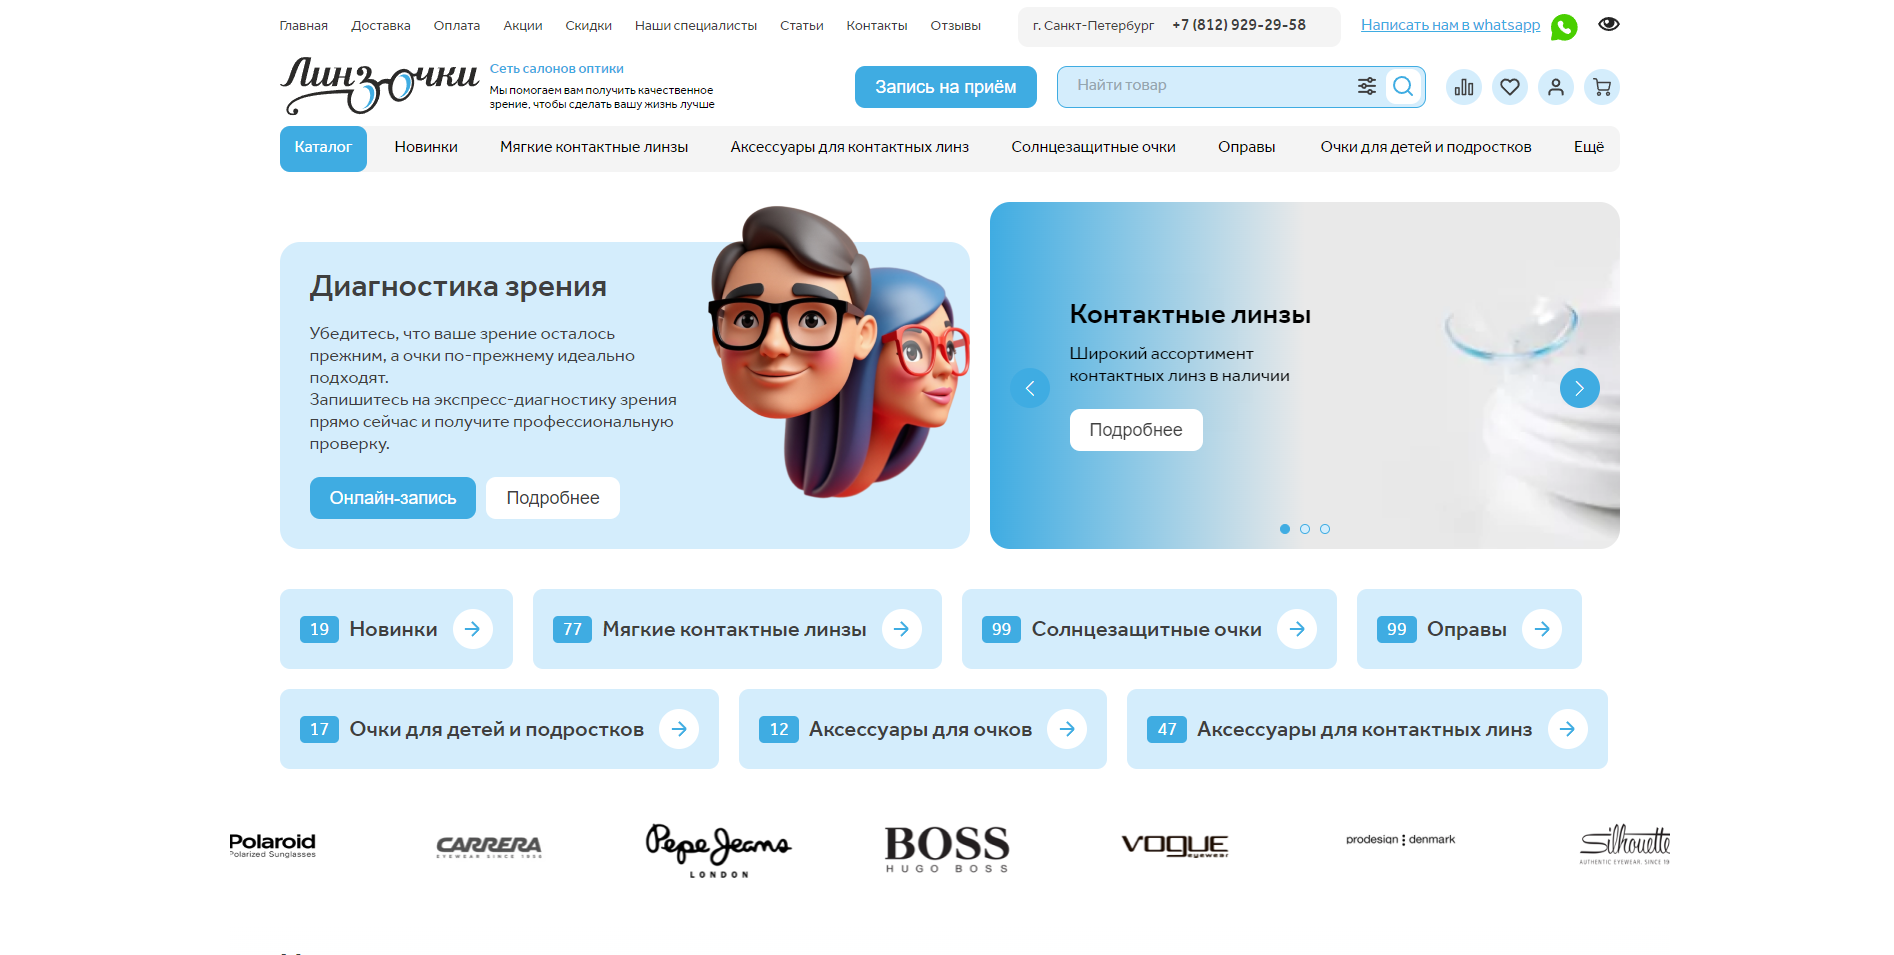 Главная Доставка Оплата Акции Скидки Наши специалисты Статьи Контакты Отзывы г. Санкт-Петербург +7 (812) 929-29-58 Написать нам в whatsapp
Линзочки
Сеть салонов оптики
Мы помогаем вам получить качественное
зрение, чтобы сделать вашу жизнь лучше
Запись на приём
Найти товар
Каталог Новинки Мягкие контактные линзы Аксессуары для контактных линз Солнцезащитные очки Оправы Очки для детей и подростков Ещё
Диагностика зрения
Убедитесь, что ваше зрение осталось
прежним, а очки по-прежнему идеально
подходят.
Запишитесь на экспресс-диагностику зрения
прямо сейчас и получите профессиональную
проверку.
Онлайн-запись Подробнее
Контактные линзы
Широкий ассортимент
контактных линз в наличии
Подробнее
19 Новинки 77 Мягкие контактные линзы 99 Солнцезащитные очки 99 Оправы
17 Очки для детей и подростков 12 Аксессуары для очков 47 Аксессуары для контактных линз
Polaroid
Polarized Sunglasses
CARRERA
EYEWEAR SINCE 1956
Pepe Jeans
LONDON
BOSS
HUGO BOSS
VOGUE
eyewear
prodesign denmark
Silhouette
AUTHENTIC EYEWEAR. SINCE 19